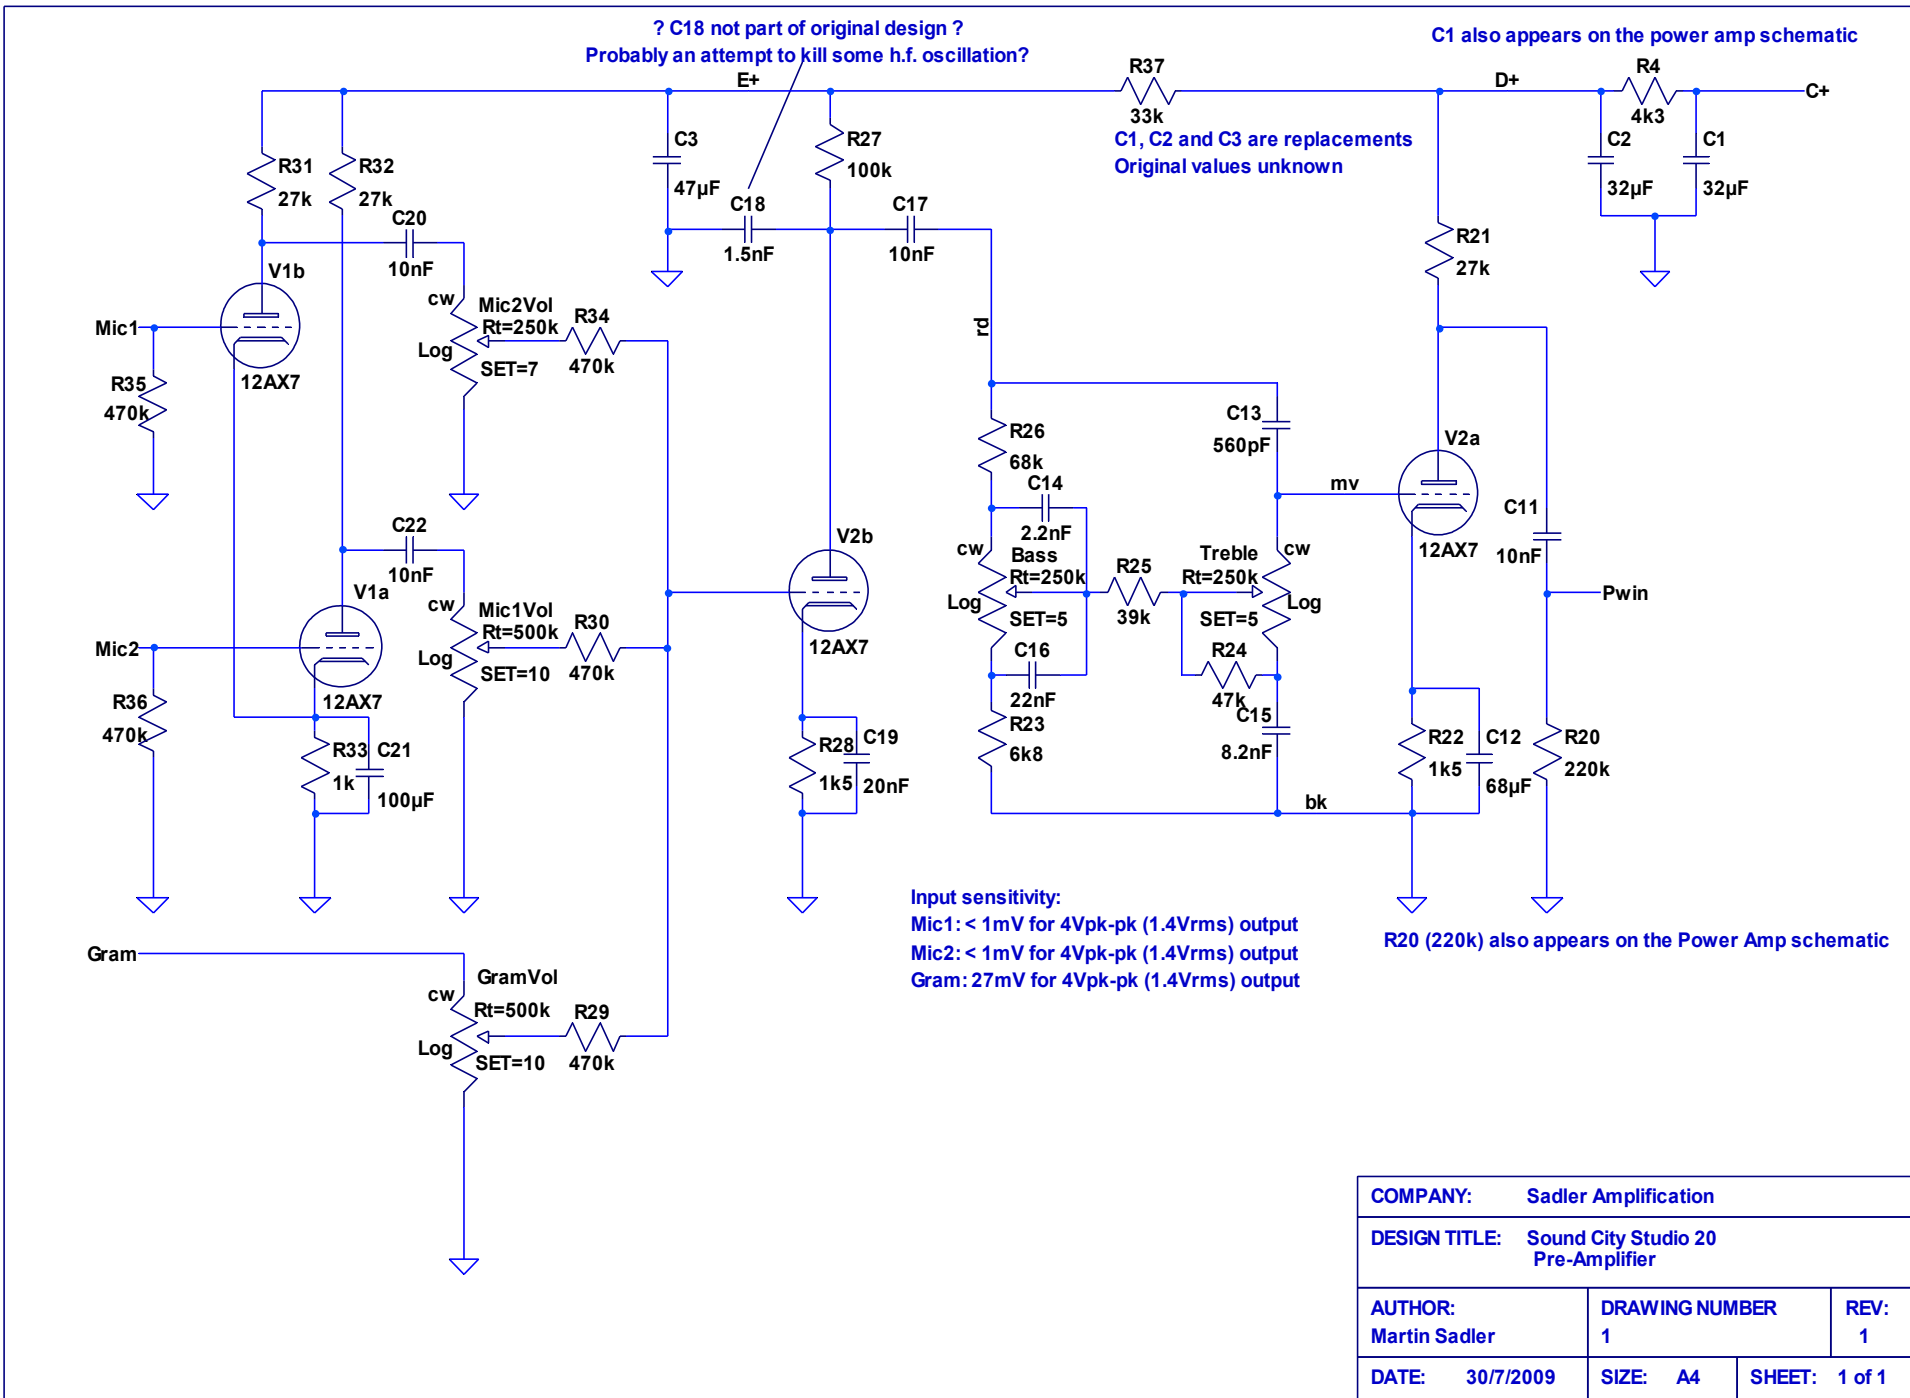 ? C18 not part of original design ?
Probably an attempt to kill some h.f. oscillation?
C1 also appears on the power amp schematic
E+
R37
33k
D+
R4
4k3
C+
C1, C2 and C3 are replacements
Original values unknown
C2
32µF
C1
32µF
R31
27k
R32
27k
C3
47µF
R27
100k
C18
1.5nF
C17
10nF
C20
10nF
R21
27k
V1b
12AX7
Mic1
R35
470k
cw
Mic2Vol
Rt=250k
Log
SET=7
R34
470k
rd
R26
68k
C13
560pF
V2a
12AX7
mv
C14
2.2nF
C11
10nF
C22
10nF
V1a
12AX7
Mic2
R36
470k
cw
Mic1Vol
Rt=500k
Log
SET=10
R30
470k
V2b
12AX7
cw
Bass
Rt=250k
Log
SET=5
R25
39k
Treble
cw
Rt=250k
Log
SET=5
Pwin
C16
22nF
R24
47k
R33
1k
C21
100µF
R28
1k5
C19
20nF
R23
6k8
C15
8.2nF
R22
1k5
C12
68µF
R20
220k
bk
Input sensitivity:
Mic1: < 1mV for 4Vpk-pk (1.4Vrms) output
Mic2: < 1mV for 4Vpk-pk (1.4Vrms) output
Gram: 27mV for 4Vpk-pk (1.4Vrms) output
R20 (220k) also appears on the Power Amp schematic
Gram
GramVol
cw
Rt=500k
Log
SET=10
R29
470k
COMPANY: Sadler Amplification
DESIGN TITLE: Sound City Studio 20
Pre-Amplifier
AUTHOR:
Martin Sadler
DRAWING NUMBER
1
REV:
1
DATE: 30/7/2009
SIZE: A4
SHEET: 1 of 1